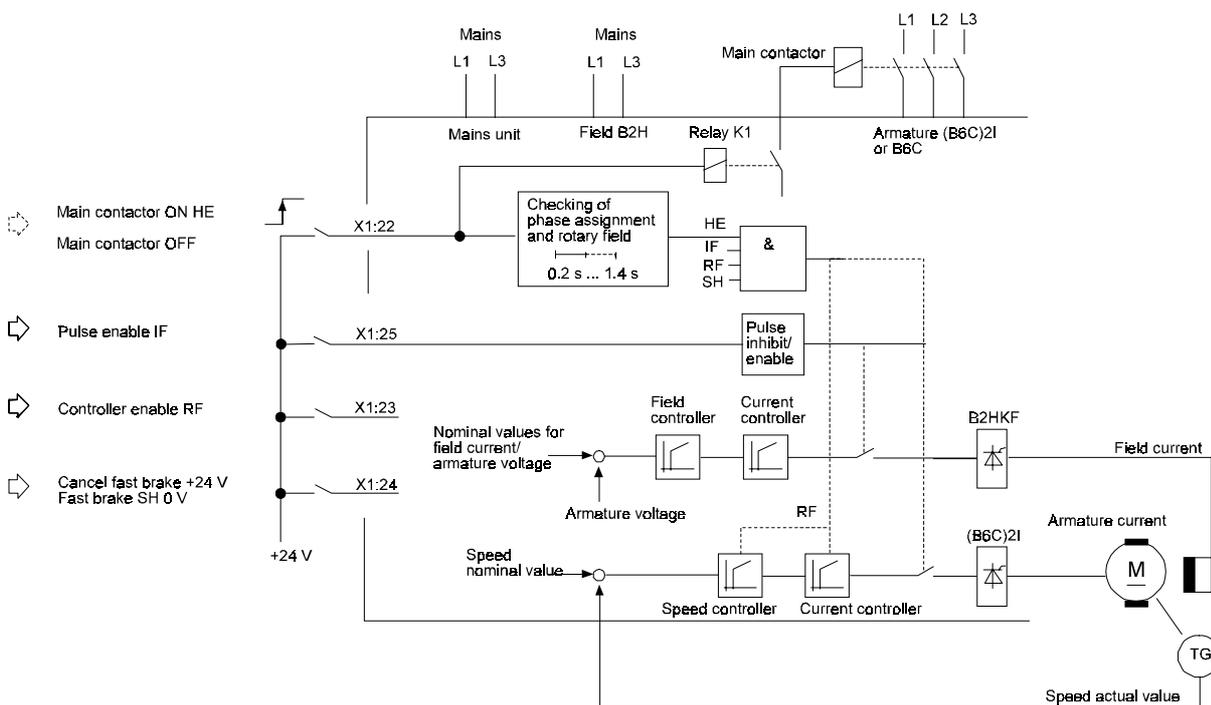 L1 L2 L3
Mains Mains
Main contactor
L1 L3 L1 L3
Mains unit
Field B2H
Relay K1
Armature (B6C)2I
or B6C
Main contactor ON HE
Main contactor OFF
X1:22
Checking of
phase assignment
and rotary field
0.2 s ... 1.4 s
HE
IF
RF
SH
&
Pulse enable IF
X1:25
Pulse
inhibit/
enable
Controller enable RF
X1:23
Field
controller
Current
controller
B2HKF
Nominal values for
field current/
armature voltage
Field current
Cancel fast brake +24 V
Fast brake SH 0 V
X1:24
Armature voltage
RF
Armature current
+24 V
Speed
nominal value
(B6C)2I
M
Speed controller
Current controller
TG
Speed actual value